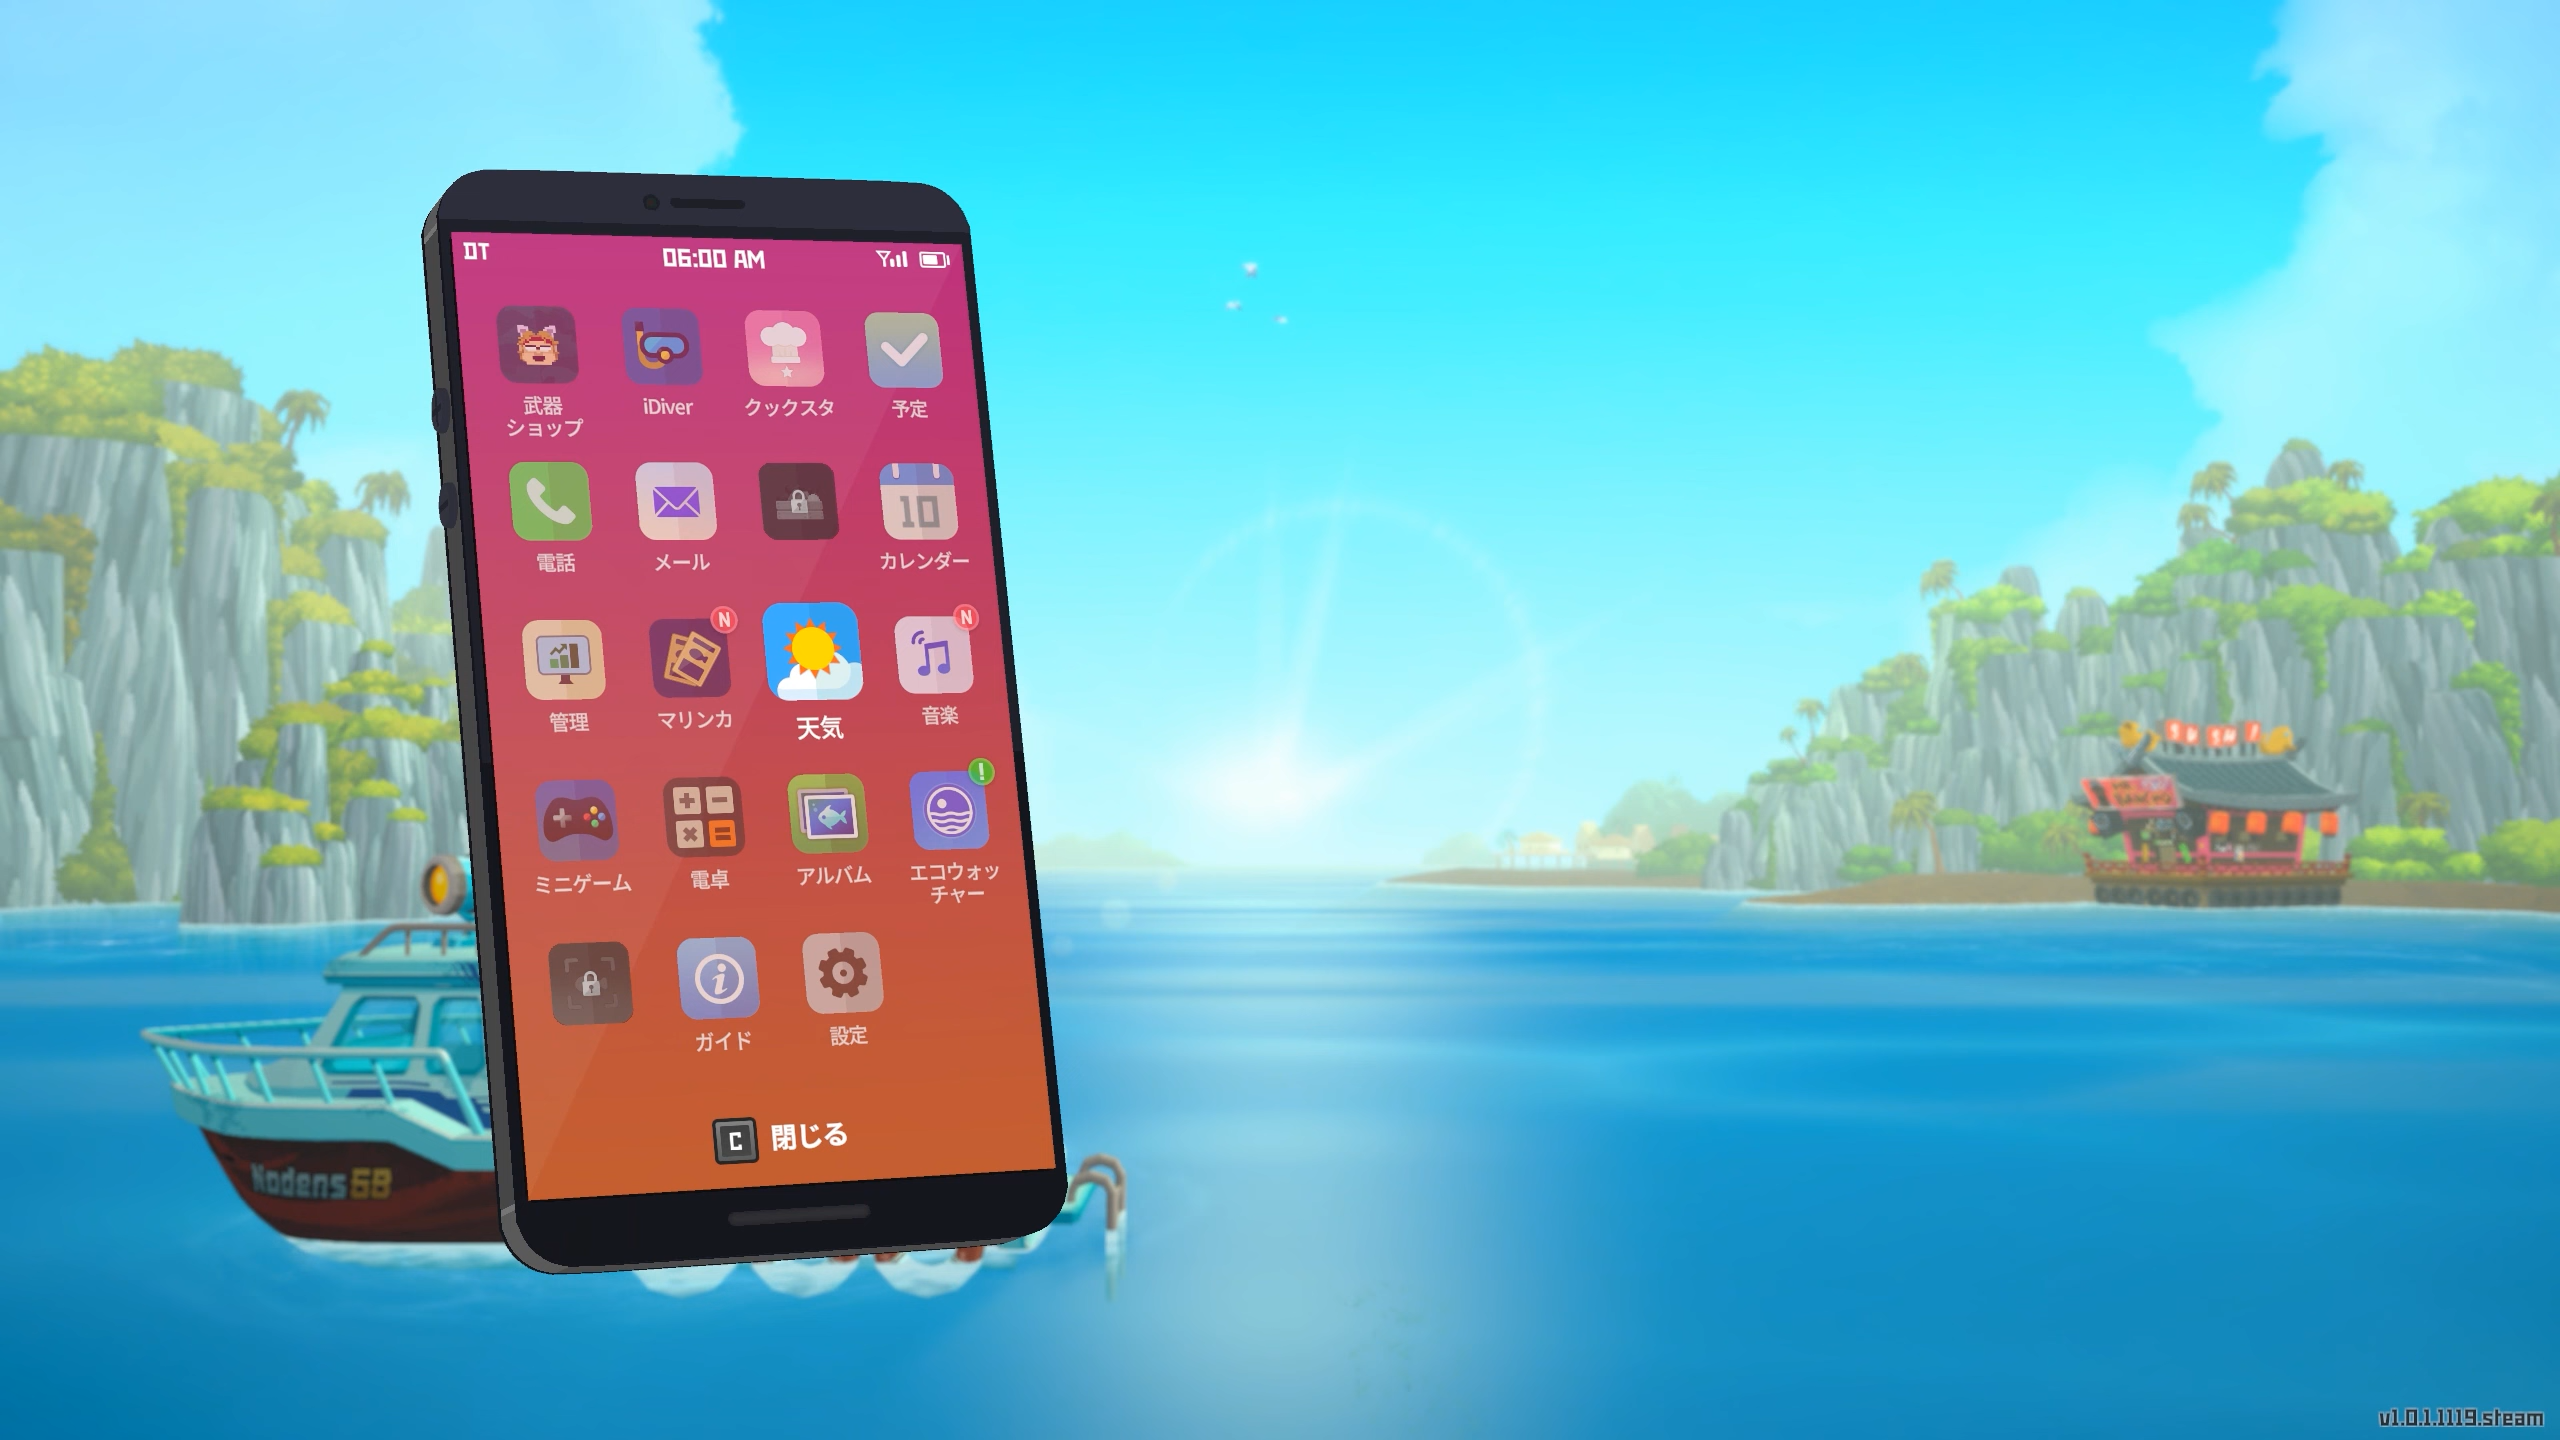 DT
06:00 AM
武器
ショップ
iDiver
クックスタ
予定
電話
メール
10
カレンダー
管理
N
マリンカ
天気
N
音楽
ミニゲーム
電卓
アルバム
!
エコウォッ
チャー
ガイド
設定
C 閉じる
Nodens68
SUSHI
v1.0.1.1119.steam